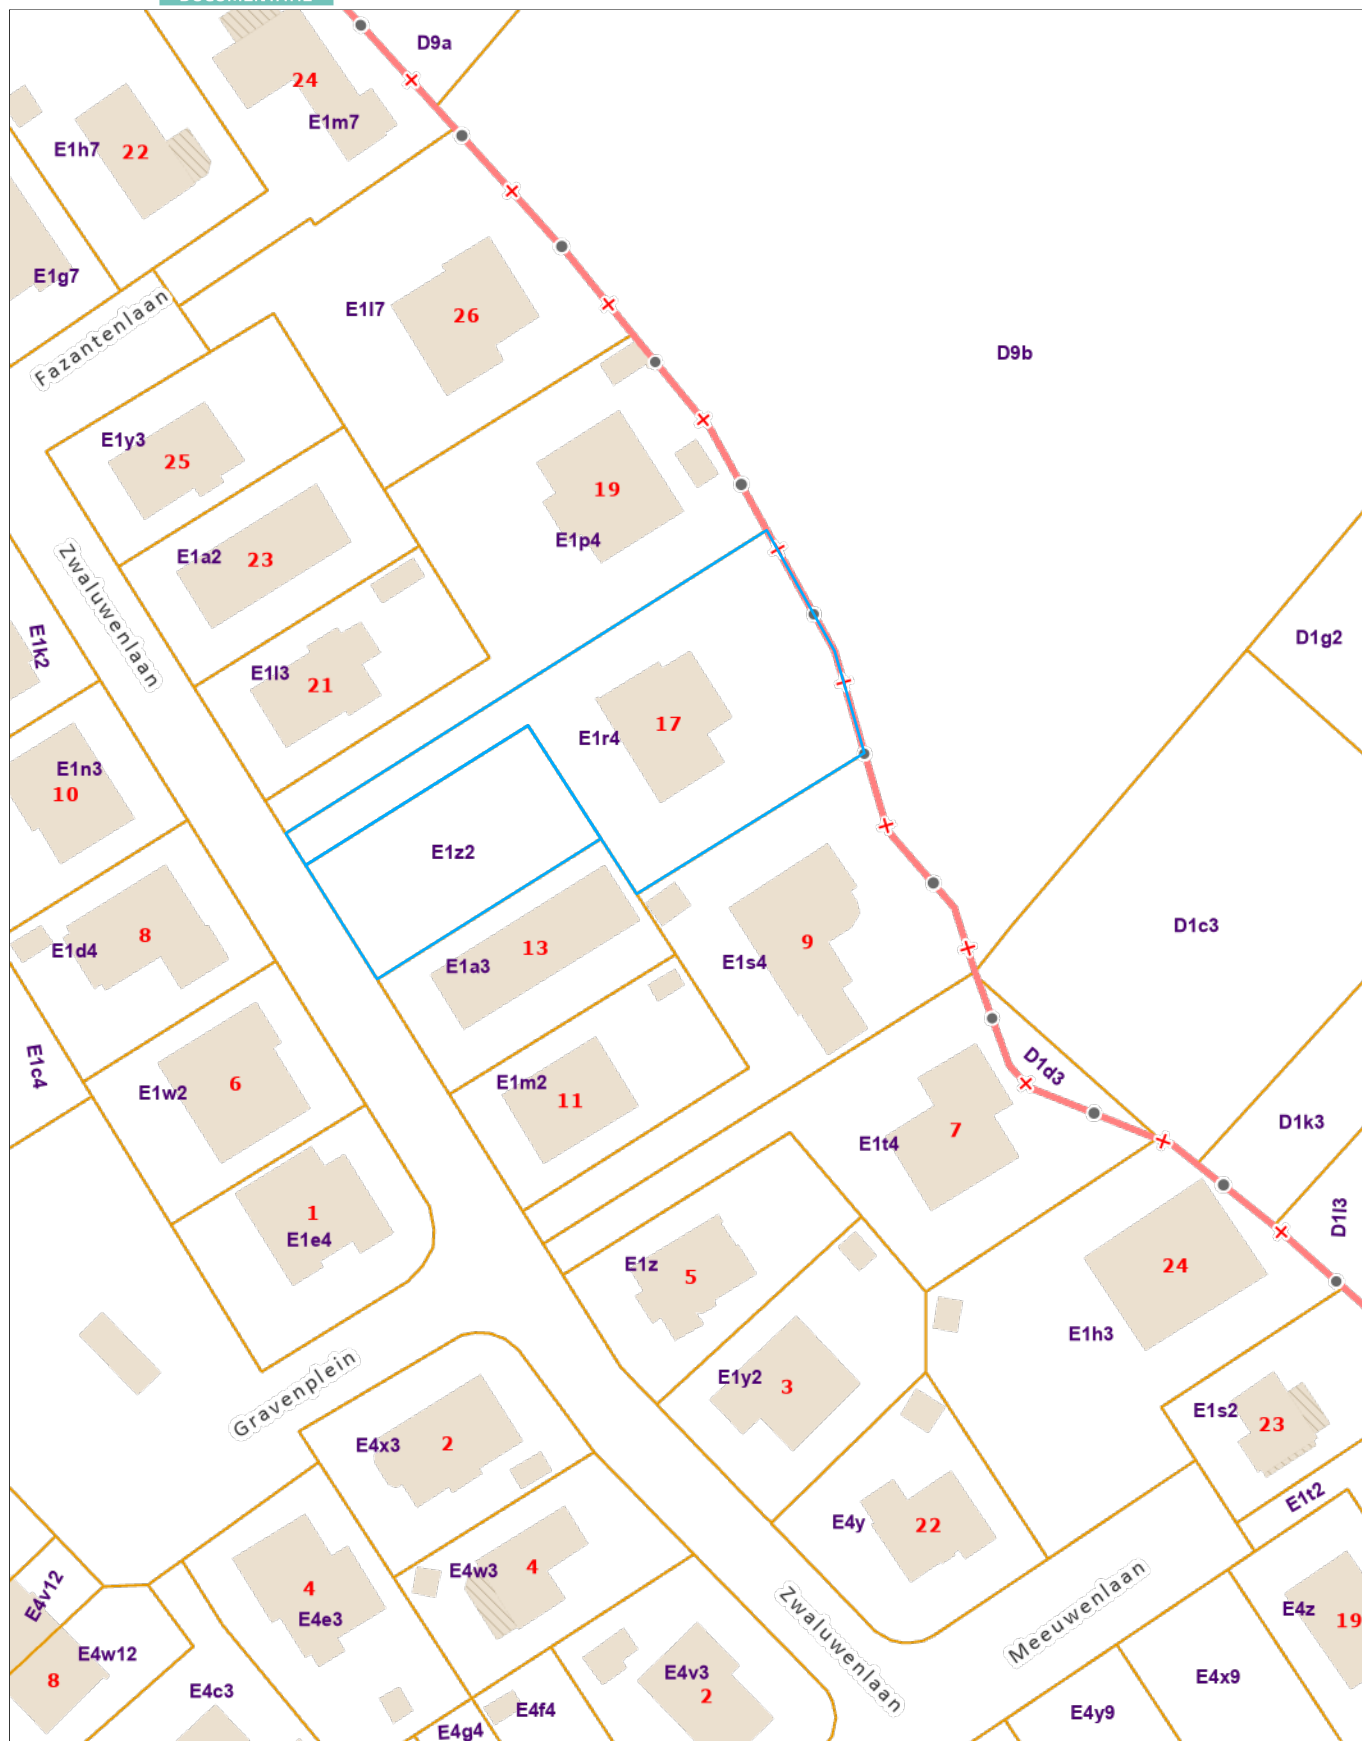 D9a
24
E1m7
E1h7
22
E1g7
Fazantenlaan
E1l7
26
D9b
E1y3
25
19
E1p4
E1a2
23
Zwaluwenlaan
E1k2
D1g2
E1l3
21
17
E1r4
E1n3
10
E1z2
D1c3
8
E1d4
13
E1a3
9
E1s4
E1c4
D1d3
6
E1w2
E1m2
11
7
E1t4
D1k3
1
E1e4
D1l3
E1z
5
24
E1h3
Gravenplein
E1y2
3
E1s2
23
E4x3
2
E1t2
E4y
22
E4v12
E4w3
4
4
E4e3
Zwaluwenlaan
Meeuwenlaan
E4z
19
E4w12
8
E4c3
E4v3
2
E4x9
E4f4
E4g4
E4y9